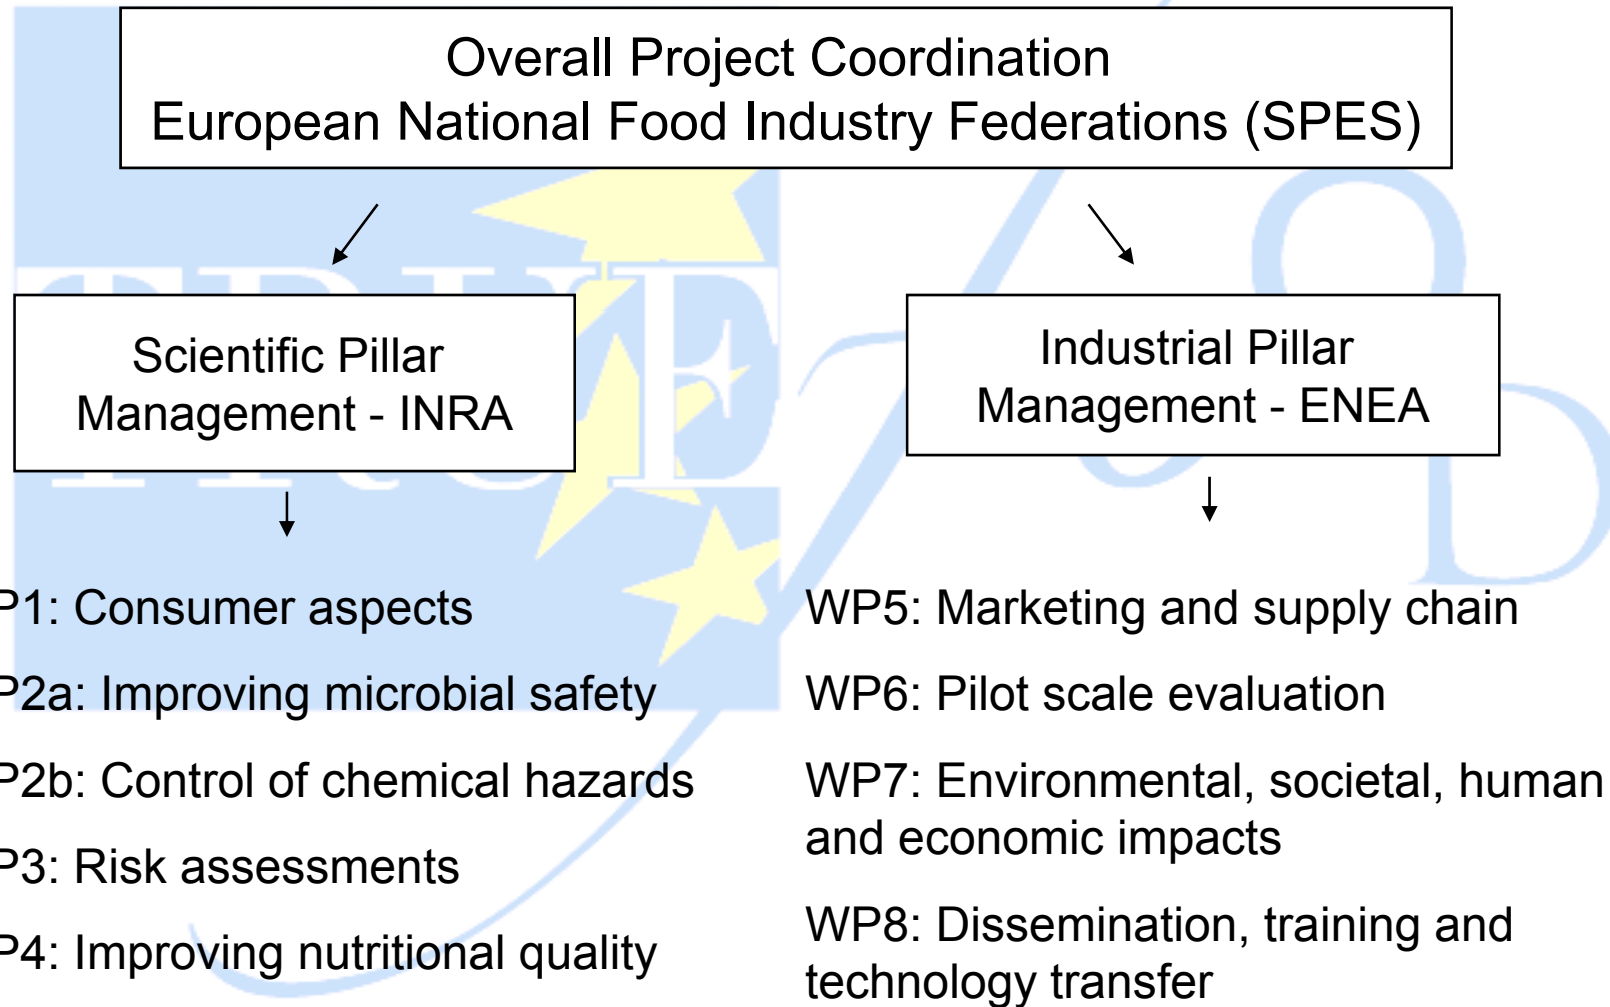 Overall Project Coordination
European National Food Industry Federations (SPES)
Scientific Pillar
Management - INRA
Industrial Pillar
Management - ENEA
P1: Consumer aspects
P2a: Improving microbial safety
P2b: Control of chemical hazards
P3: Risk assessments
P4: Improving nutritional quality
WP5: Marketing and supply chain
WP6: Pilot scale evaluation
WP7: Environmental, societal, human
and economic impacts
WP8: Dissemination, training and
technology transfer
TRUE